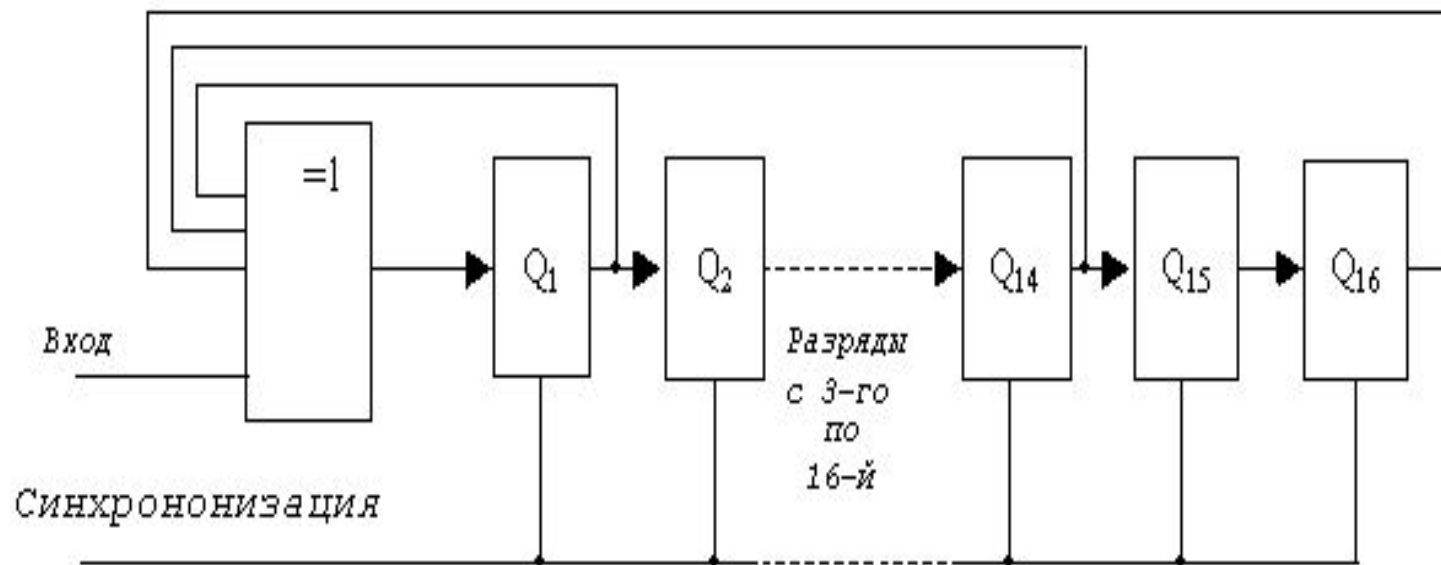 =1
Q₁
Q₂
Q₁₄
Q₁₅
Q₁₆
Вход
Разряды
с 3-го
по
16-й
Синхрононизация